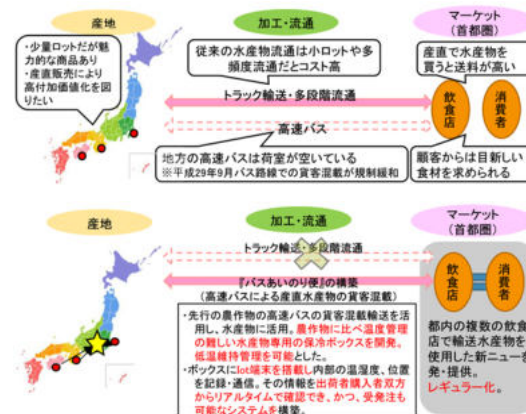 産地
加工・流通
マーケット
(首都圏)
・少量ロットだが魅
力的な商品あり
・産直販売により
高付加価値化を図
りたい
従来の水産物流通は小ロットや多
頻度流通だとコスト高
産直で水産物を
買うと送料が高い
トラック輸送・多段階流通
高速バス
飲食店
消費者
地方の高速バスは荷室が空いている
※平成29年9月バス路線での貨客混載が規制緩和
顧客からは目新しい
食材を求められる
産地
加工・流通
マーケット
(首都圏)
トラック輸送・多段階流通
『バスあいのり便』の構築
(高速バスによる産直水産物の貨客混載)
飲食店
消費者
・先行の農作物の高速バスの貨客混載輸送を活
用し、水産物に活用。農作物に比べ温度管理
の難しい水産物専用の保冷ボックスを開発。
低温維持管理を可能とした。
・ボックスにIot端末を搭載し内部の温湿度、位置
を記録・通信。その情報を出荷者購入者双方
からリアルタイムで確認でき、かつ、受発注も
可能なシステムを構築。
都内の複数の飲食
店で輸送水産物を
使用した新ニューを
発・提供。
レギュラー化。